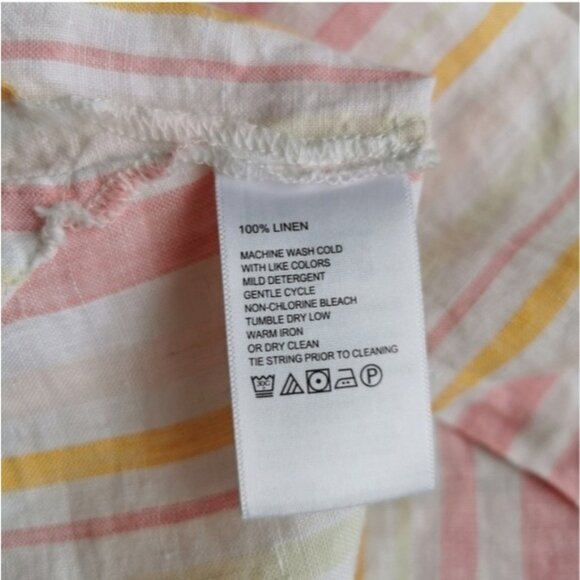 100% LINEN
MACHINE WASH COLD
WITH LIKE COLORS
MILD DETERGENT
GENTLE CYCLE
NON-CHLORINE BLEACH
TUMBLE DRY LOW
WARM IRON
OR DRY CLEAN
TIE STRING PRIOR TO CLEANING
30C
P